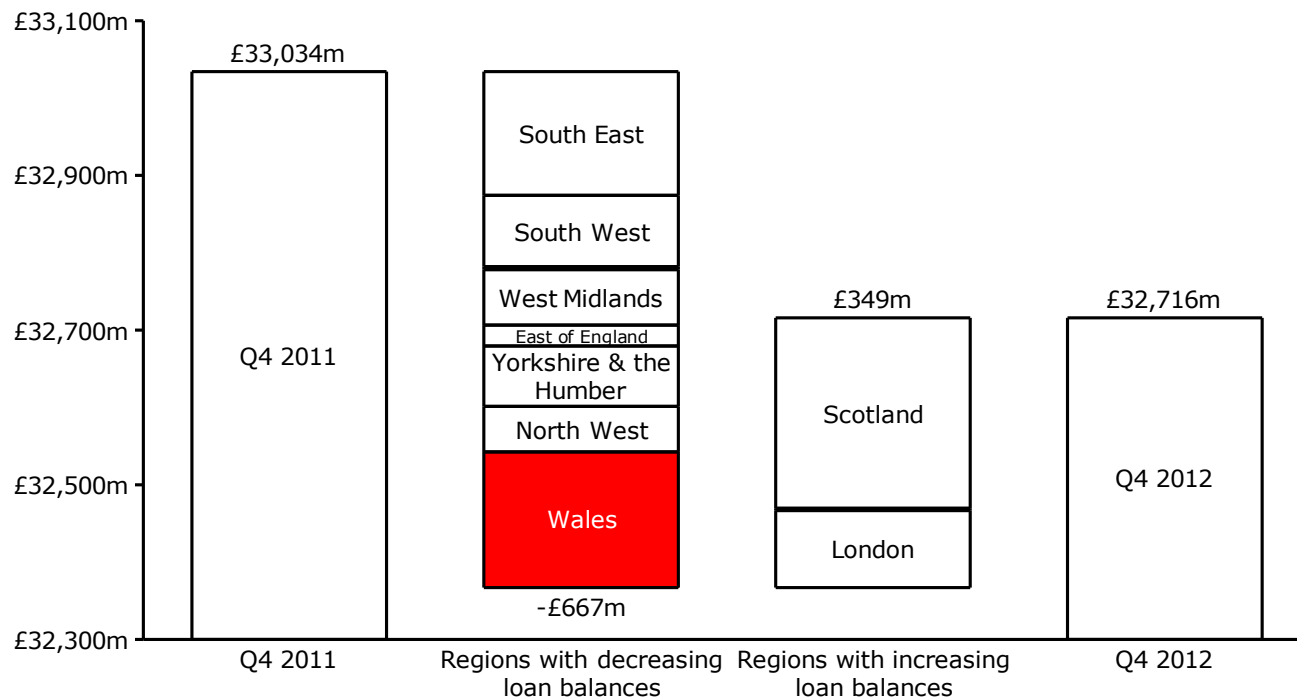 £33,100m
£32,900m
£32,700m
£32,500m
£32,300m
£33,034m
Q4 2011
South East
South West
West Midlands
East of England
Yorkshire & the
Humber
North West
Wales
-£667m
£349m
Scotland
London
£32,716m
Q4 2012
Q4 2011
Regions with decreasing
loan balances
Regions with increasing
loan balances
Q4 2012